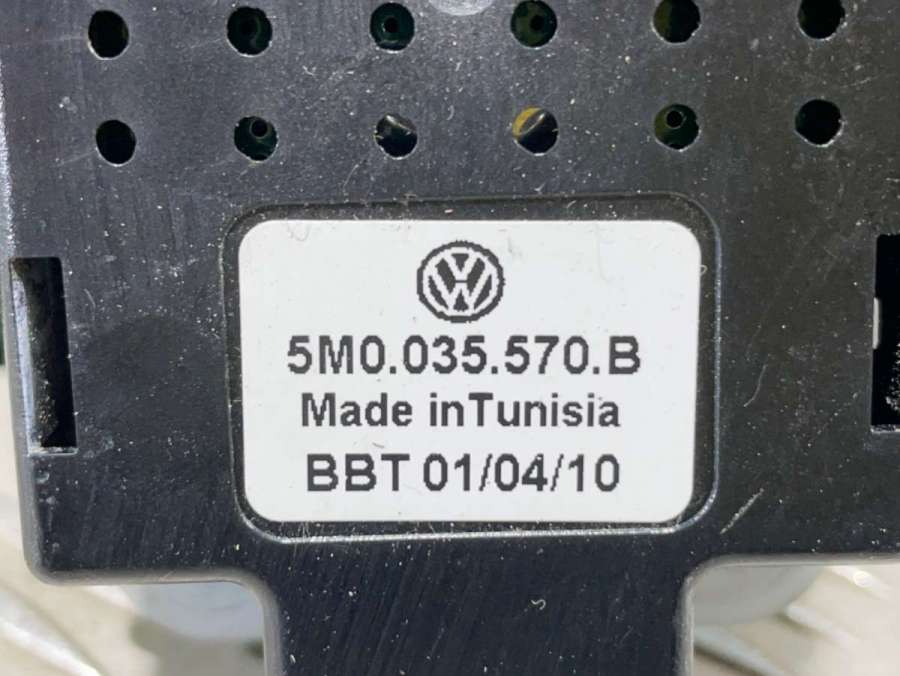 5M0.035.570.B
Made inTunisia
BBT 01/04/10